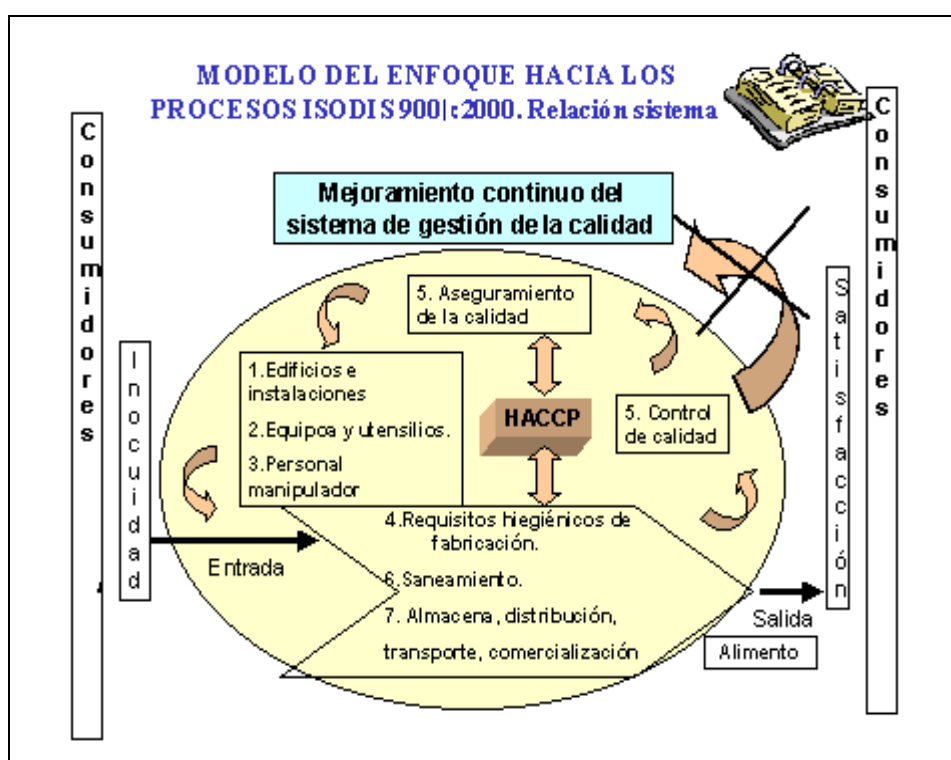 MODELO DEL ENFOQUE HACIA LOS
PROCESOS ISODIS900|:2000. Relación sistema
Consumidores
Consumidores
Mejoramiento continuo del
sistema de gestión de la calidad
Inocuidad
Satisfacción
5. Aseguramiento
de la calidad
1.Edificios e
instalaciones
2.Equipoa y utensilios.
3.Personal
manipulador
HACCP
5. Control
de calidad
4.Requisitos hiegiénicos de
fabricación.
6.Saneamiento.
7. Almacena, distribución,
transporte, comercialización
Entrada
Salida
Alimento